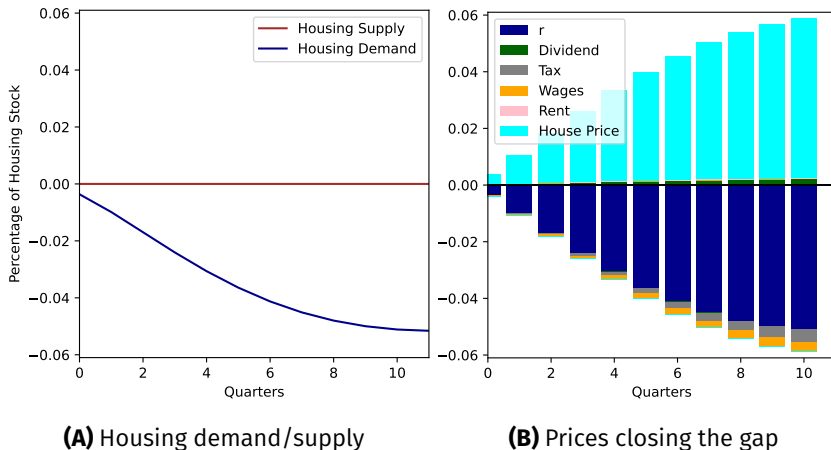 0.06
0.04
0.02
0.00
−0.02
−0.04
−0.06
Percentage of Housing Stock
0 2 4 6 8 10
Quarters
Housing Supply
Housing Demand
(A) Housing demand/supply
0.06
0.04
0.02
0.00
−0.02
−0.04
−0.06
0 2 4 6 8 10
Quarters
r
Dividend
Tax
Wages
Rent
House Price
(B) Prices closing the gap